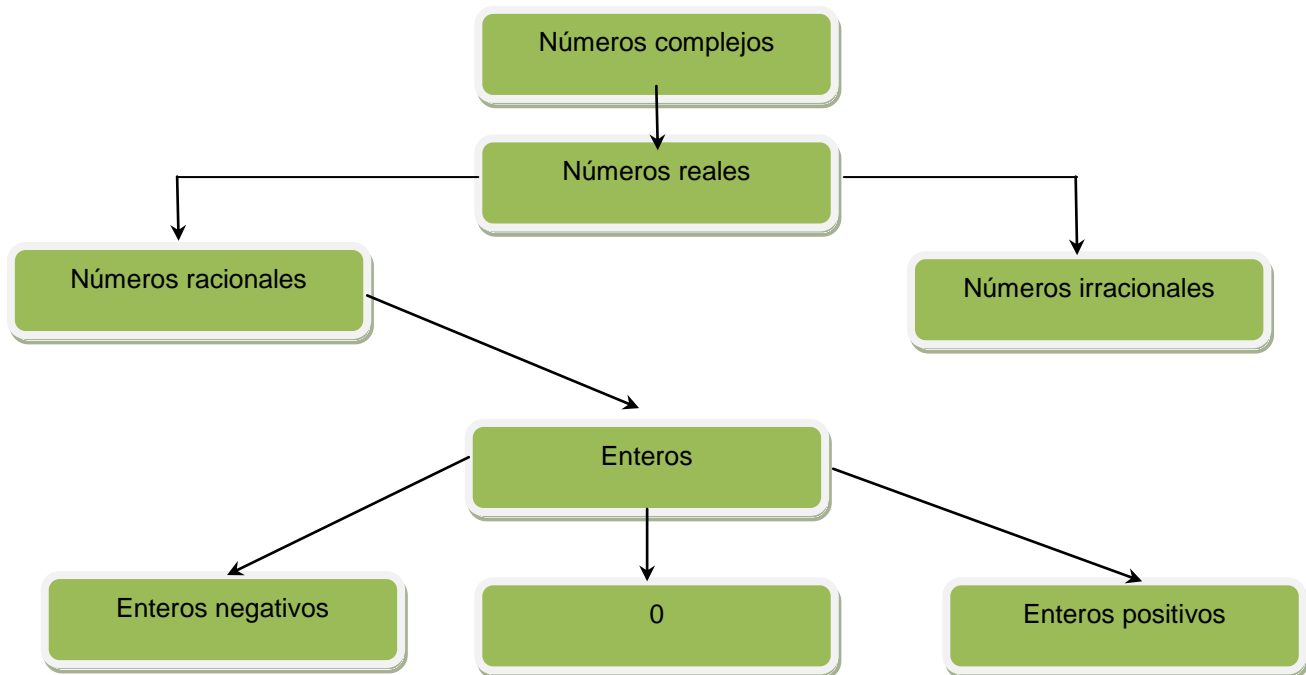 Números complejos
Números reales
Números racionales
Números irracionales
Enteros
Enteros negativos
0
Enteros positivos